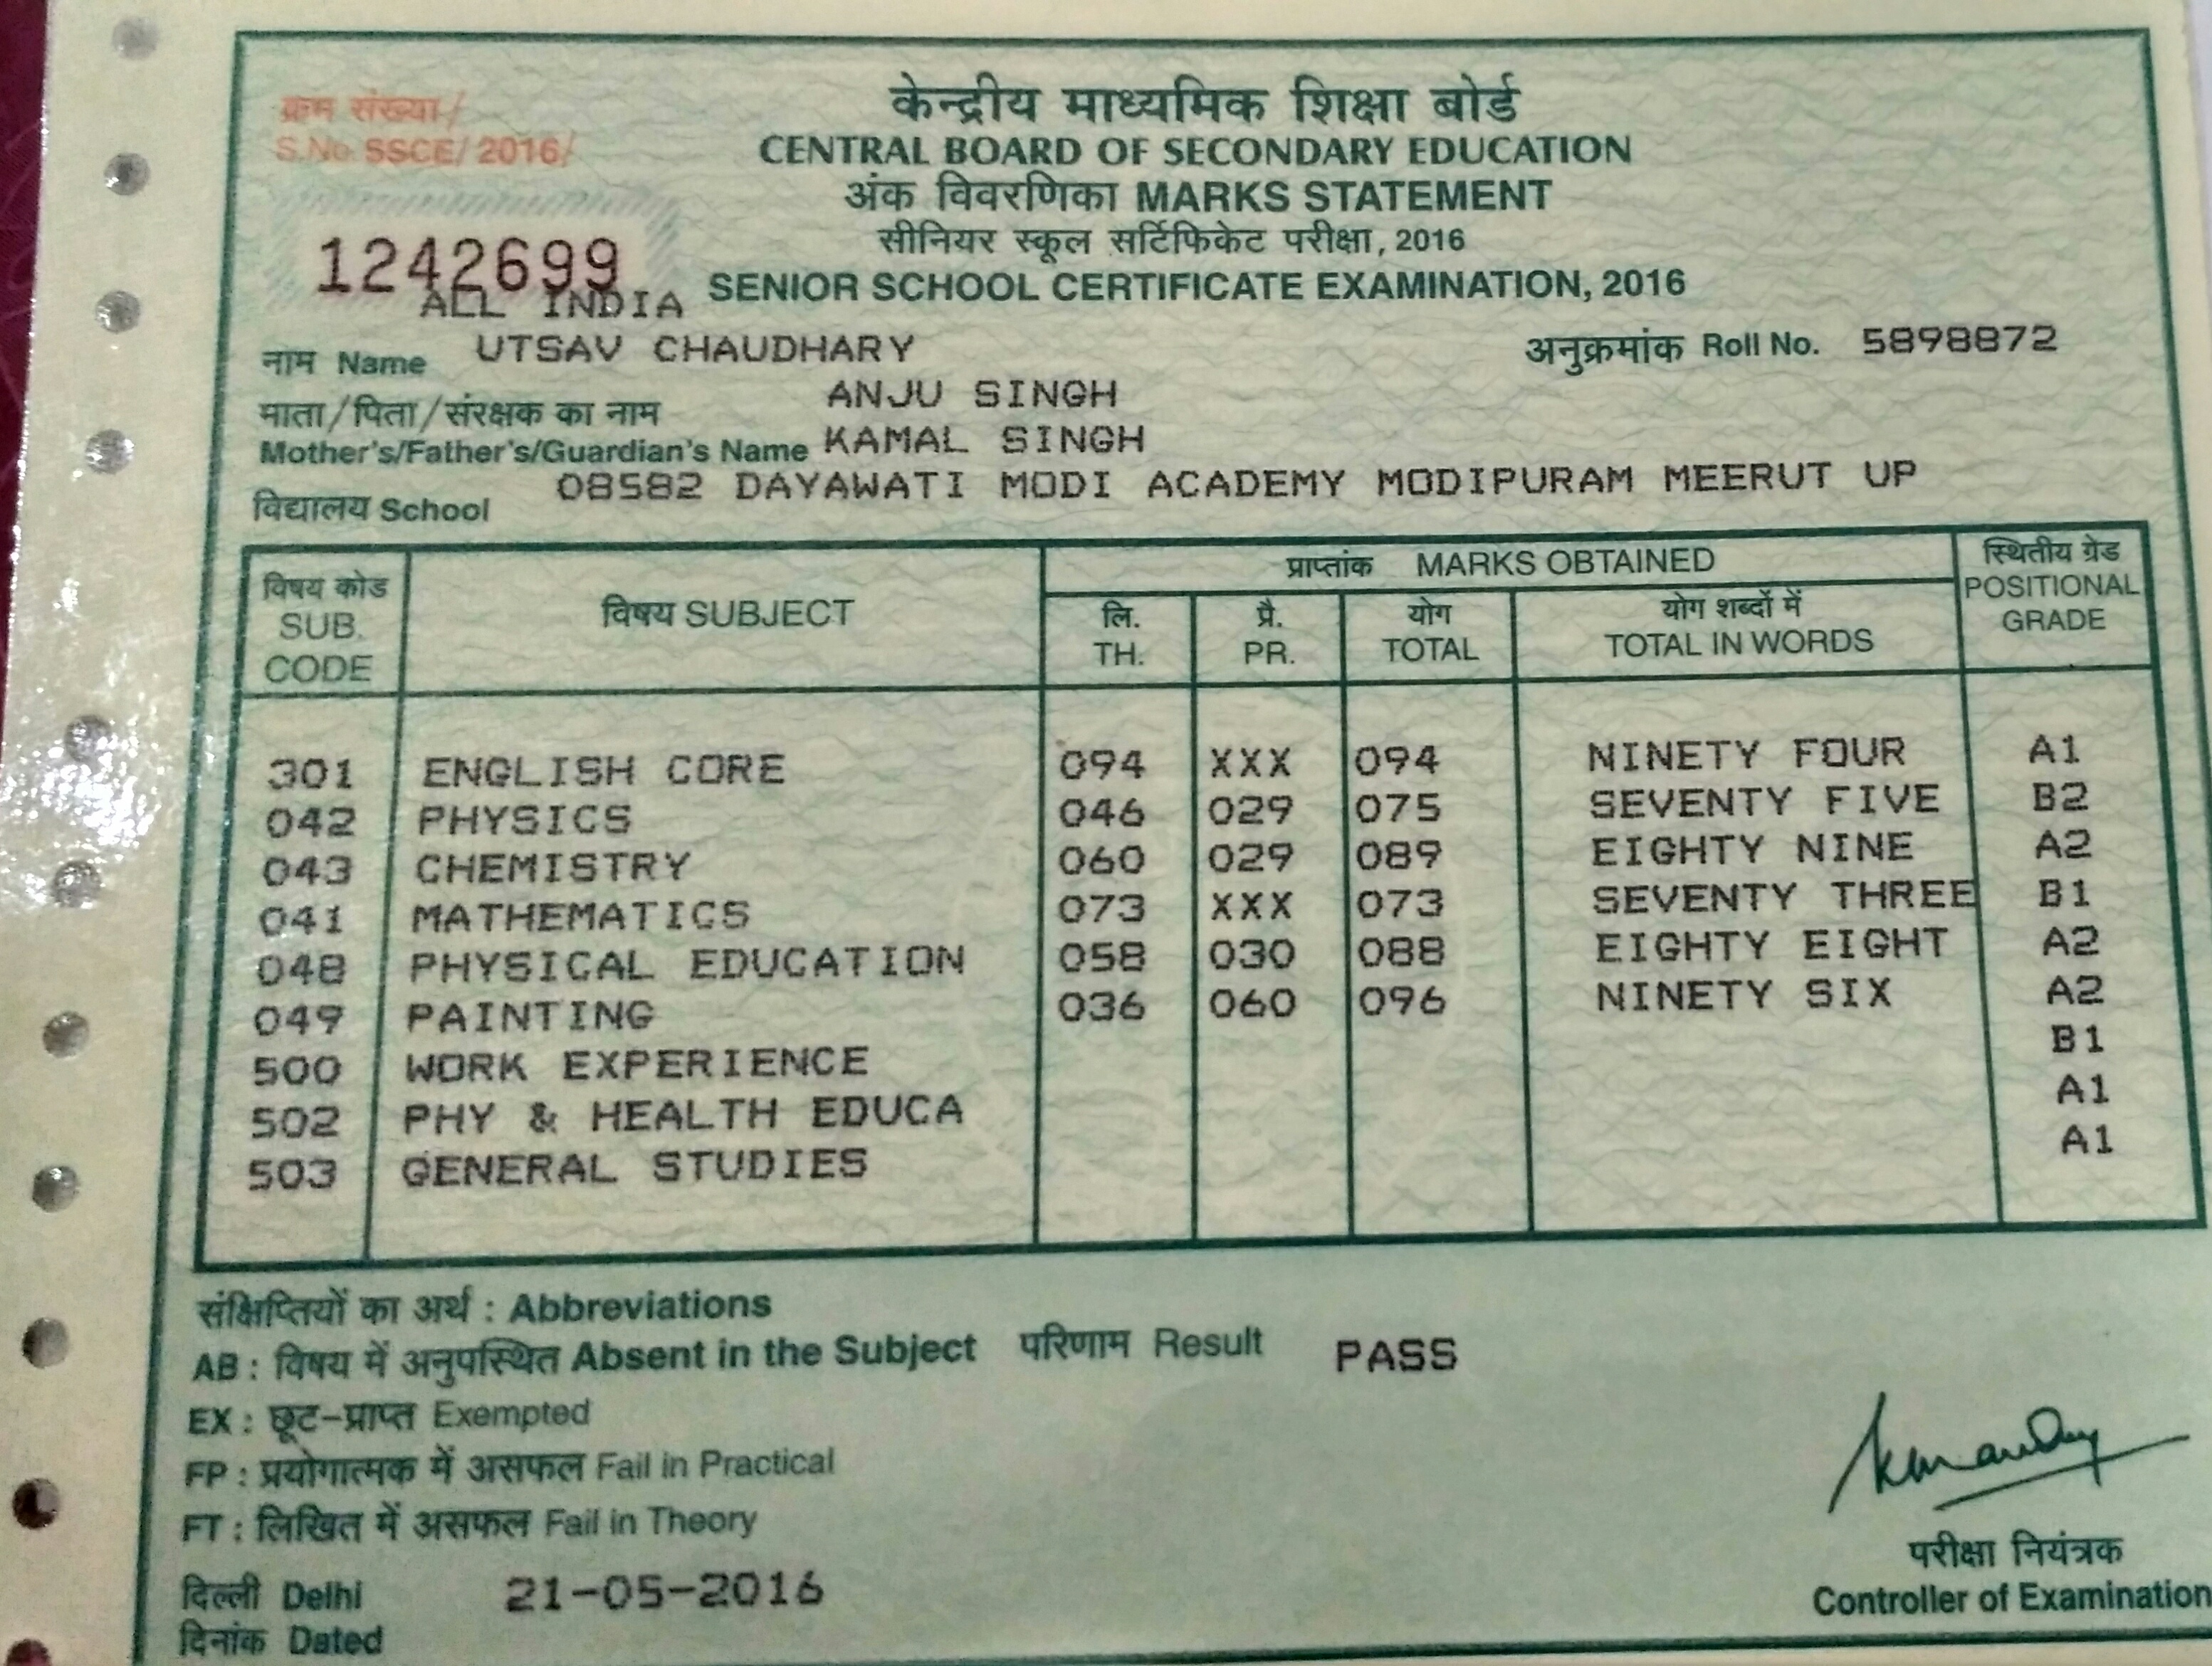 क्रम संख्या/
S.No. SSCE/ 2016/
केन्द्रीय माध्यमिक शिक्षा बोर्ड
CENTRAL BOARD OF SECONDARY EDUCATION
अंक विवरणिका MARKS STATEMENT
सीनियर स्कूल सर्टिफिकेट परीक्षा, 2016
1242699
ALL INDIA SENIOR SCHOOL CERTIFICATE EXAMINATION, 2016
नाम Name UTSAV CHAUDHARY अनुक्रमांक Roll No. 5898872
ANJU SINGH
माता/पिता/संरक्षक का नाम
Mother's/Father's/Guardian's Name KAMAL SINGH
विद्यालय School 08582 DAYAWATI MODI ACADEMY MODIPURAM MEERUT UP
विषय कोड SUB. CODE विषय SUBJECT प्राप्तांक MARKS OBTAINED स्थितीय ग्रेड POSITIONAL GRADE
लि. TH. प्रै. PR. योग TOTAL योग शब्दों में TOTAL IN WORDS
301 ENGLISH CORE 094 XXX 094 NINETY FOUR A1
042 PHYSICS 046 029 075 SEVENTY FIVE B2
043 CHEMISTRY 060 029 089 EIGHTY NINE A2
041 MATHEMATICS 073 XXX 073 SEVENTY THREE B1
048 PHYSICAL EDUCATION 058 030 088 EIGHTY EIGHT A2
049 PAINTING 036 060 096 NINETY SIX A2
500 WORK EXPERIENCE B1
502 PHY & HEALTH EDUCA A1
503 GENERAL STUDIES A1
संक्षिप्तियों का अर्थ : Abbreviations
AB : विषय में अनुपस्थित Absent in the Subject परिणाम Result PASS
EX : छूट-प्राप्त Exempted
FP : प्रयोगात्मक में असफल Fail in Practical
FT : लिखित में असफल Fail in Theory
परीक्षा नियंत्रक
दिल्ली Delhi 21-05-2016 Controller of Examination
दिनांक Dated